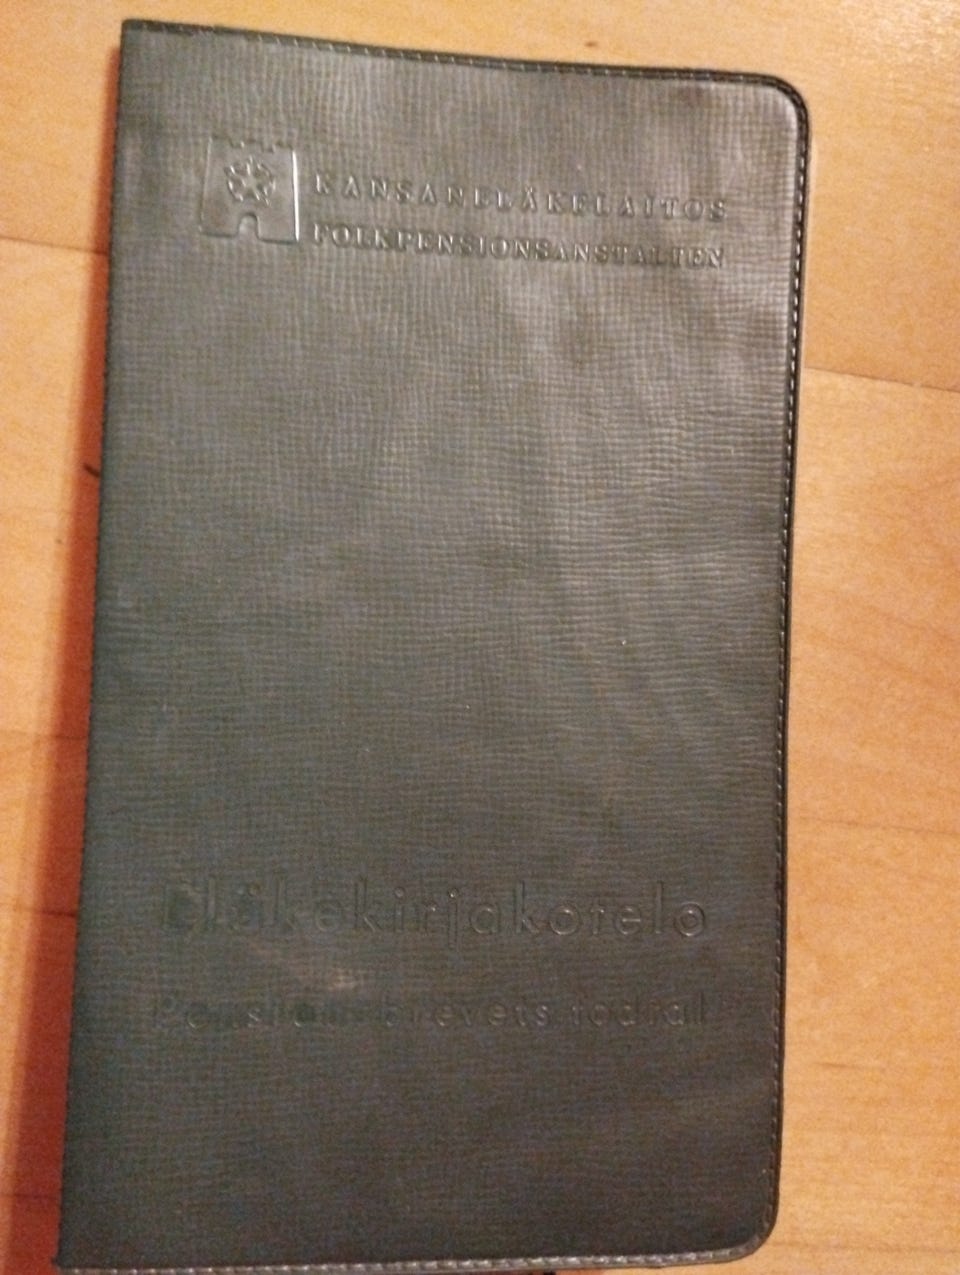 KANSANELÄKELAITOS
FOLKPENSIONSANSTALTEN
Eläkekirjakotelo
Pensionsbrevets fodral